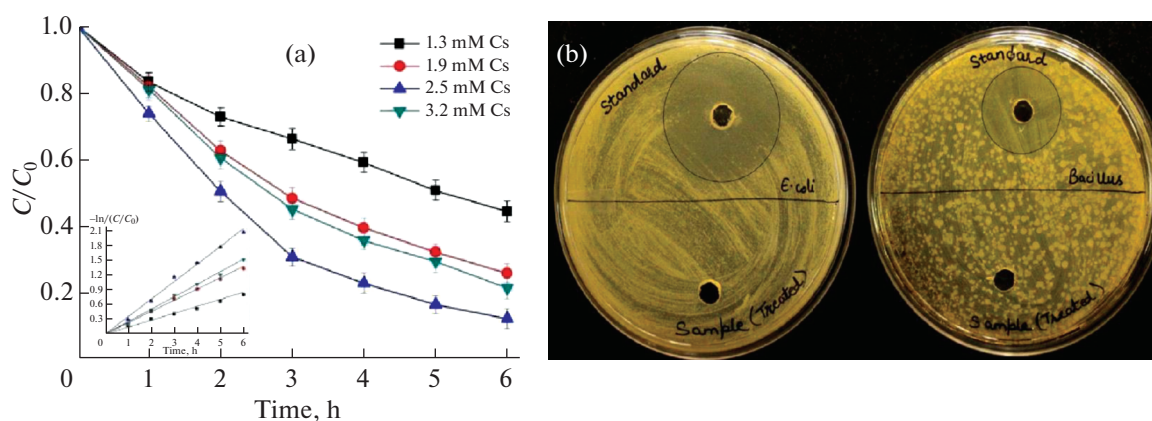 (a)
1.3 mM Cs
1.9 mM Cs
2.5 mM Cs
3.2 mM Cs
C/C₀
1.0
0.8
0.6
0.4
0.2
0
1
2
3
4
5
6
Time, h
–ln/(C/C₀)
2.1
1.8
1.5
1.2
0.9
0.6
0.3
0 1 2 3 4 5 6
Time, h
(b)
Standard
E.coli
Sample (Treated)
Standard
Bacillus
Sample (Treated)